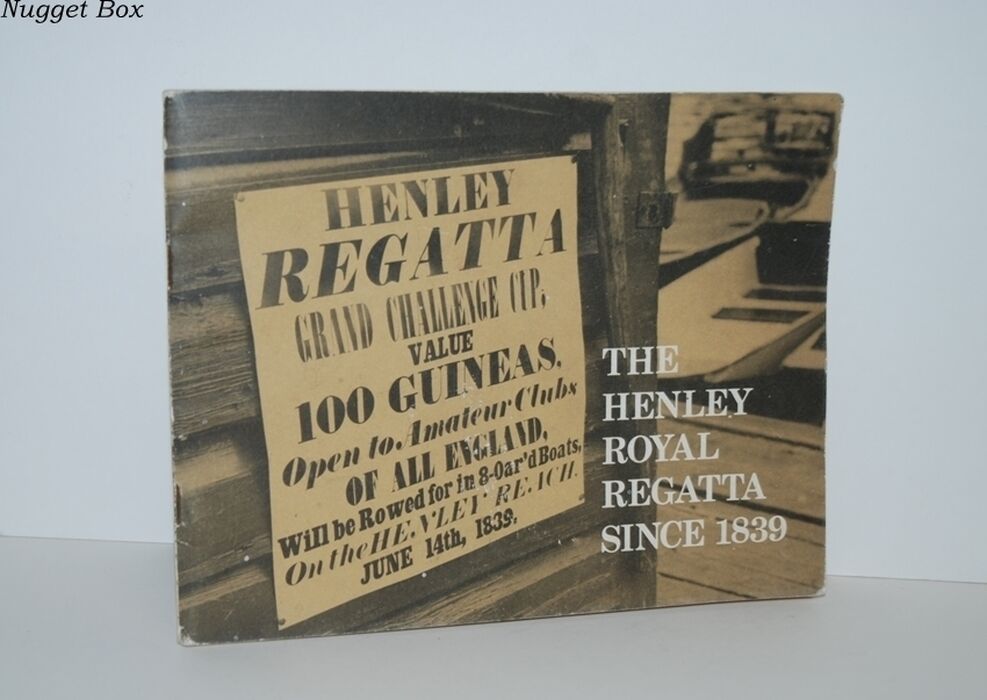 Nugget Box
HENLEY
REGATTA
GRAND CHALLENGE CUP,
VALUE
100 GUINEAS,
Open to Amateur Clubs
OF ALL ENGLAND,
Will be Rowed for in 8-Oar'd Boats,
On the HENLEY REACH.
JUNE 14th, 1839.
THE
HENLEY
ROYAL
REGATTA
SINCE 1839